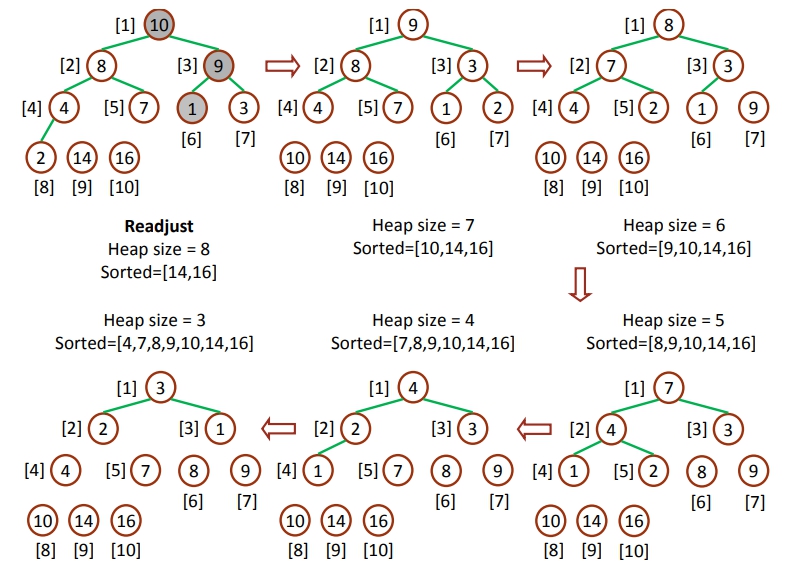 [1] 10 [1] 9 [1] 8
[2] 8 [3] 9 [2] 8 [3] 3 [2] 7 [3] 3
[4] 4 [5] 7 1 3 [4] 4 [5] 7 1 2 [4] 4 [5] 2 1 9
[6] [7] [6] [7] [6] [7]
2 14 16 10 14 16 10 14 16
[8] [9] [10] [8] [9] [10] [8] [9] [10]
Readjust
Heap size = 8
Sorted=[14,16]
Heap size = 7
Sorted=[10,14,16]
Heap size = 6
Sorted=[9,10,14,16]
Heap size = 3
Sorted=[4,7,8,9,10,14,16]
Heap size = 4
Sorted=[7,8,9,10,14,16]
Heap size = 5
Sorted=[8,9,10,14,16]
[1] 3 [1] 4 [1] 7
[2] 2 [3] 1 [2] 2 [3] 3 [2] 4 [3] 3
[4] 4 [5] 7 8 9 [4] 1 [5] 7 8 9 [4] 1 [5] 2 8 9
[6] [7] [6] [7] [6] [7]
10 14 16 10 14 16 10 14 16
[8] [9] [10] [8] [9] [10] [8] [9] [10]